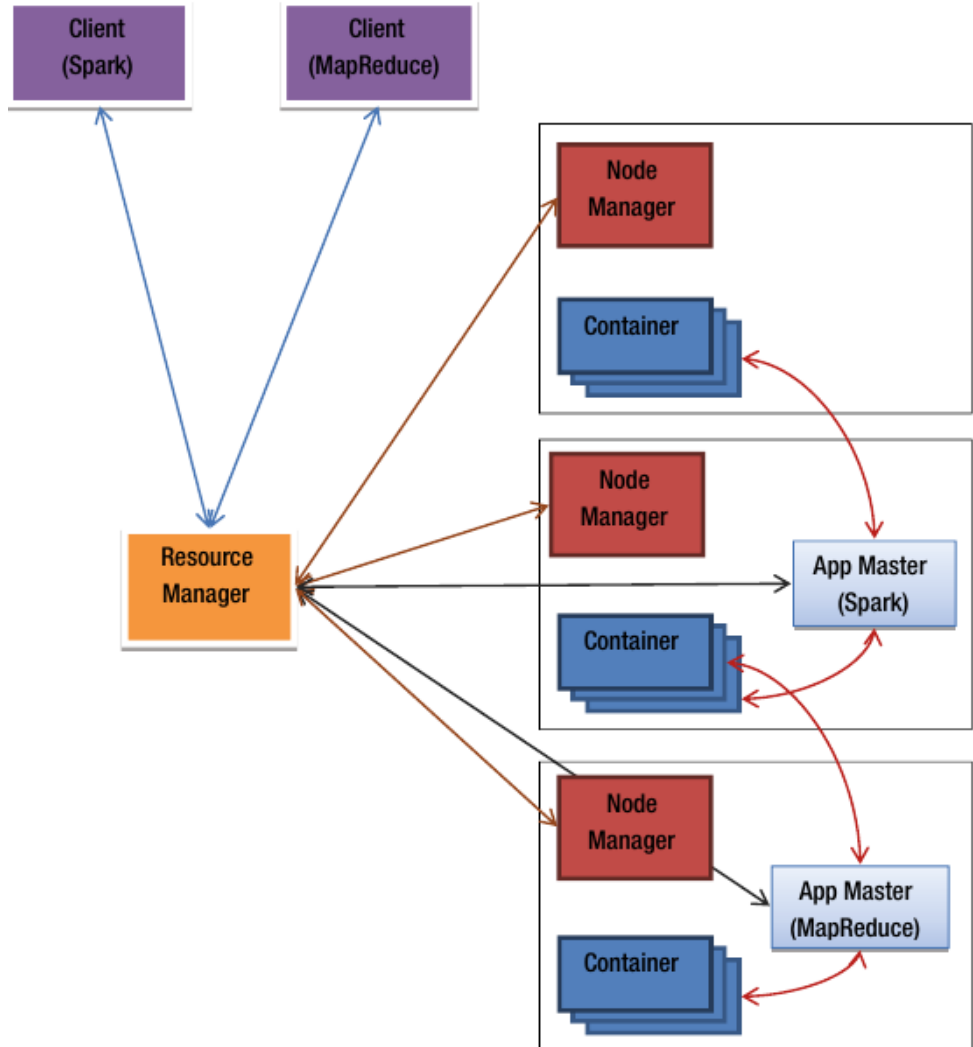 Client
(Spark)
Client
(MapReduce)
Node
Manager
Container
Node
Manager
Resource
Manager
App Master
(Spark)
Container
Node
Manager
App Master
(MapReduce)
Container